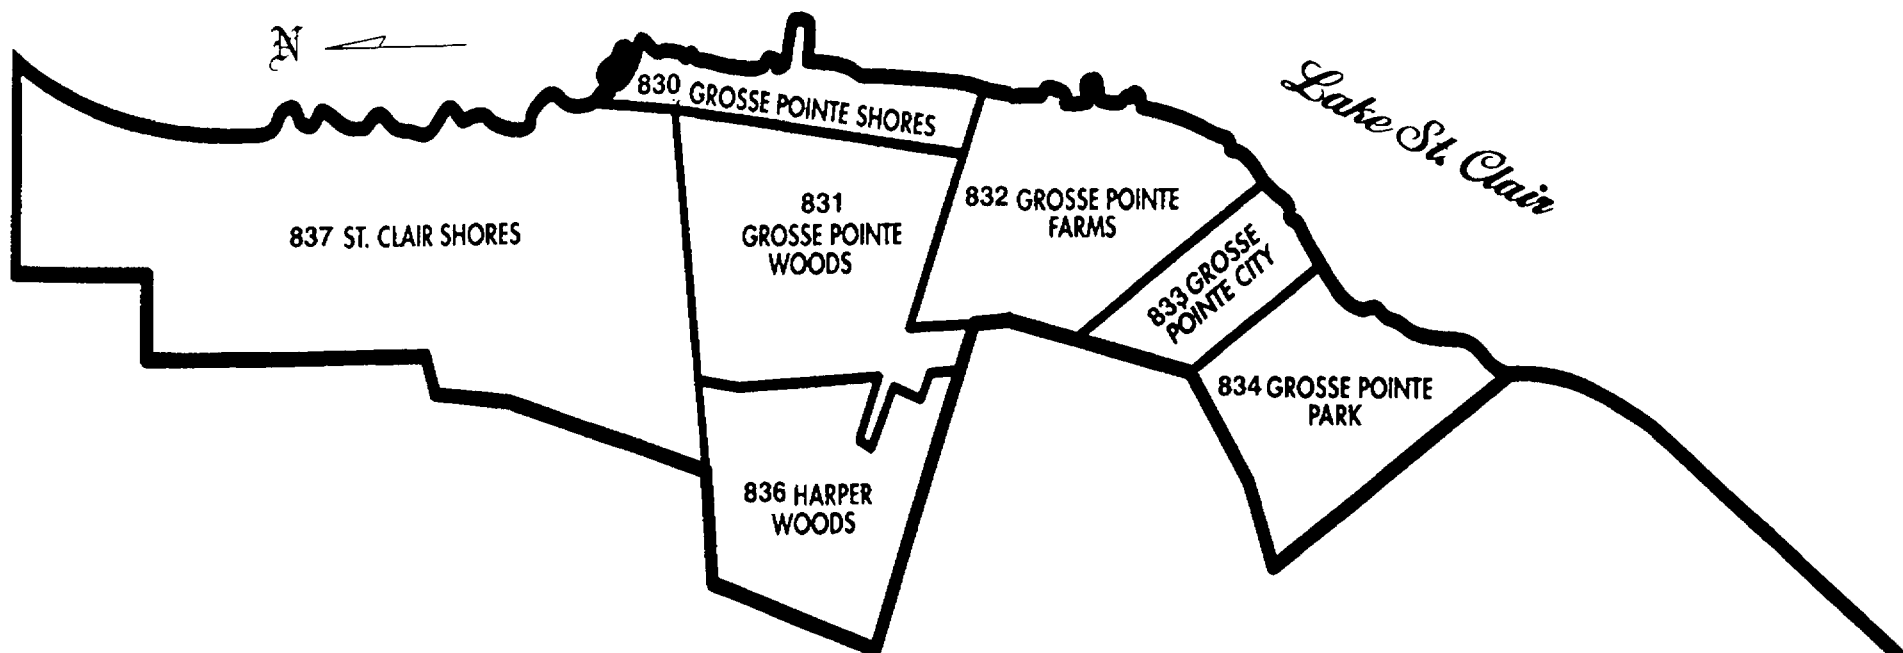 N
Lake St. Clair
830 GROSSE POINTE SHORES
837 ST. CLAIR SHORES
831
GROSSE POINTE
WOODS
832 GROSSE POINTE
FARMS
833 GROSSE
POINTE CITY
834 GROSSE POINTE
PARK
836 HARPER
WOODS